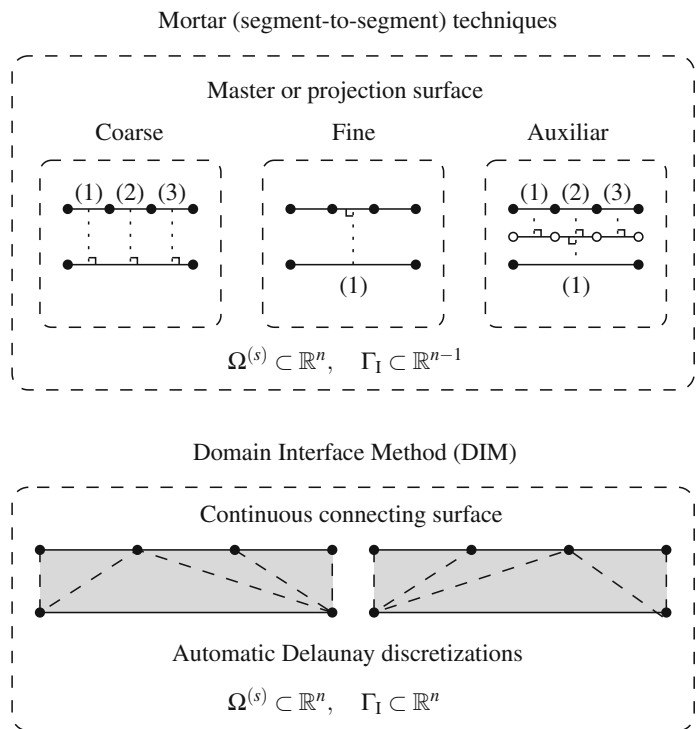 Mortar (segment-to-segment) techniques
Master or projection surface
Coarse Fine Auxiliar
(1) (2) (3) (1) (2) (3)
(1) (1)
Ω^(s) ⊂ ℝ^n, Γ_I ⊂ ℝ^{n−1}
Domain Interface Method (DIM)
Continuous connecting surface
Automatic Delaunay discretizations
Ω^(s) ⊂ ℝ^n, Γ_I ⊂ ℝ^n